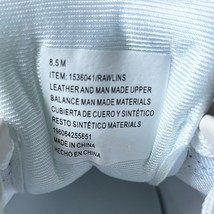 8.5 M
ITEM: 1536041/RAWLINS
LEATHER AND MAN MADE UPPER
BALANCE MAN MADE MATERIALS
CUBIERTA DE CUERO Y SINTÉTICO
RESTO SINTÉTICO MATERIALS
196064255651
MADE IN CHINA
HECHO EN CHINA